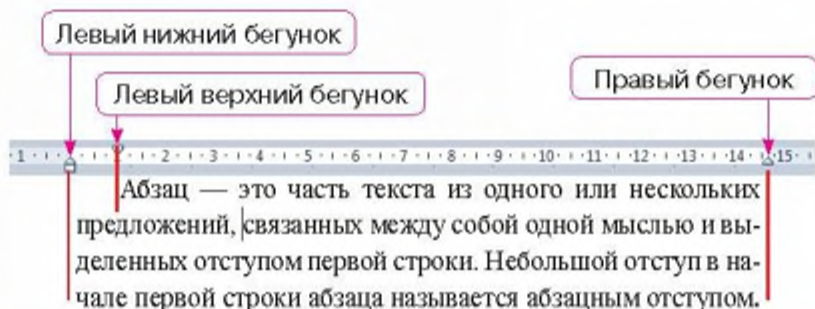 Левый нижний бегунок
Левый верхний бегунок
Правый бегунок
1 2 3 4 5 6 7 8 9 10 11 12 13 14 15
Абзац — это часть текста из одного или нескольких
предложений, связанных между собой одной мыслью и вы-
деленных отступом первой строки. Небольшой отступ в на-
чале первой строки абзаца называется абзацным отступом.